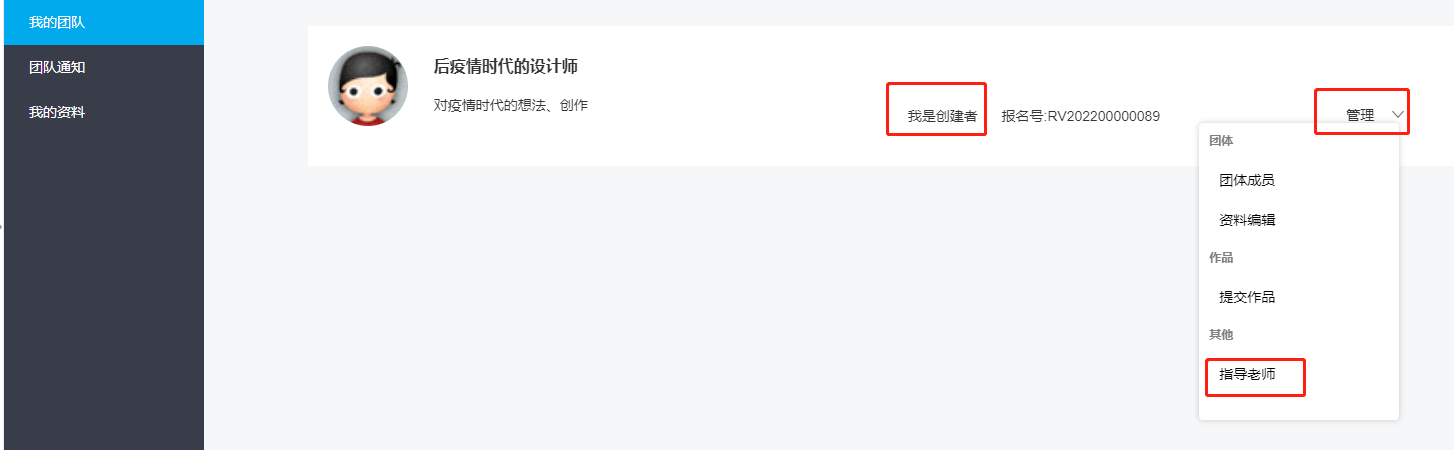 我的团队
团队通知
我的资料
后疫情时代的设计师
对疫情时代的想法、创作
我是创建者
报名号:RV202200000089
管理
团体
团体成员
资料编辑
作品
提交作品
其他
指导老师